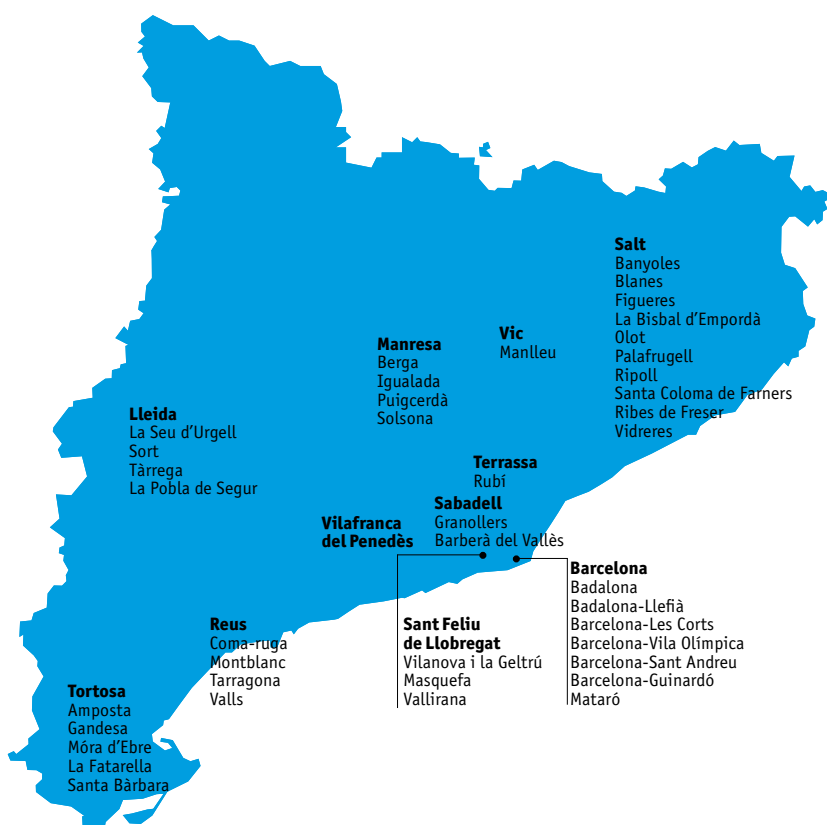 Salt
Banyoles
Blanes
Figueres
La Bisbal d’Empordà
Olot
Palafrugell
Ripoll
Santa Coloma de Farners
Ribes de Freser
Vidreres
Vic
Manlleu
Manresa
Berga
Igualada
Puigcerdà
Solsona
Lleida
La Seu d’Urgell
Sort
Tàrrega
La Pobla de Segur
Terrassa
Rubí
Sabadell
Granollers
Barberà del Vallès
Vilafranca
del Penedès
Barcelona
Badalona
Badalona-Llefià
Barcelona-Les Corts
Barcelona-Vila Olímpica
Barcelona-Sant Andreu
Barcelona-Guinardó
Mataró
Sant Feliu
de Llobregat
Vilanova i la Geltrú
Masquefa
Vallirana
Reus
Coma-ruga
Montblanc
Tarragona
Valls
Tortosa
Amposta
Gandesa
Móra d’Ebre
La Fatarella
Santa Bàrbara